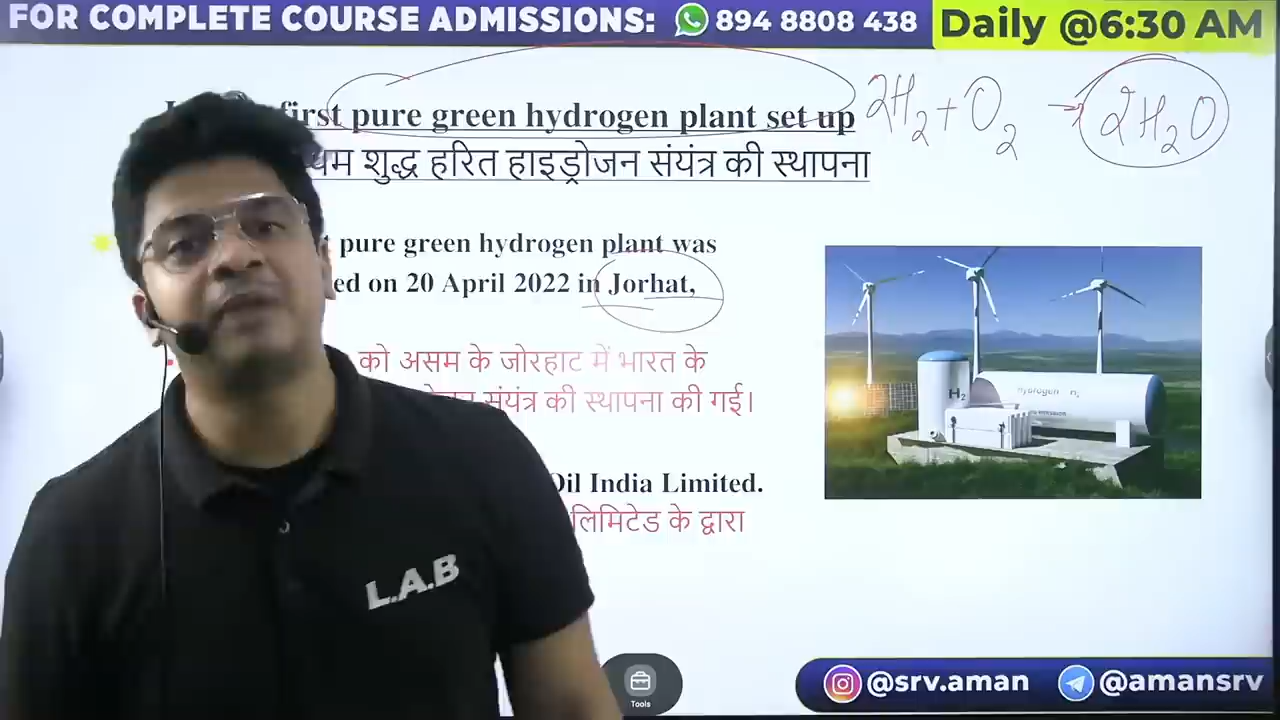 FOR COMPLETE COURSE ADMISSIONS: 894 8808 438 Daily @6:30 AM
first pure green hydrogen plant set up
शुद्ध हरित हाइड्रोजन संयंत्र की स्थापना
2H₂ + O₂ → 2H₂O
pure green hydrogen plant was
on 20 April 2022 in Jorhat,
को असम के जोरहाट में भारत के
संयंत्र की स्थापना की गई।
Oil India Limited.
लिमिटेड के द्वारा
H₂
Hydrogen
L.A.B
Tools
@srv.aman @amansrv